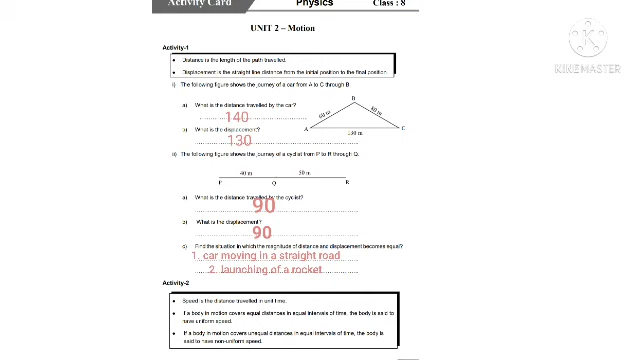 Activity Card Physics Class : 8
UNIT 2 – Motion
Activity-1
Distance is the length of the path travelled.
Displacement is the straight line distance from the initial position to the final position.
i) The following figure shows the journey of a car from A to C through B.
a) What is the distance travelled by the car?
140
b) What is the displacement?
130
B
60 m
80 m
A
130 m
C
ii) The following figure shows the journey of a cyclist from P to R through Q.
40 m 50 m
P Q R
a) What is the distance travelled by the cyclist?
90
b) What is the displacement?
90
c) Find the situation in which the magnitude of distance and displacement becomes equal?
1. car moving in a straight road
2. launching of a rocket
Activity-2
Speed is the distance travelled in unit time.
If a body in motion covers equal distances in equal intervals of time, the body is said to
have uniform speed.
If a body in motion covers unequal distances in equal intervals of time, the body is
said to have non-uniform speed.
KINEMASTER